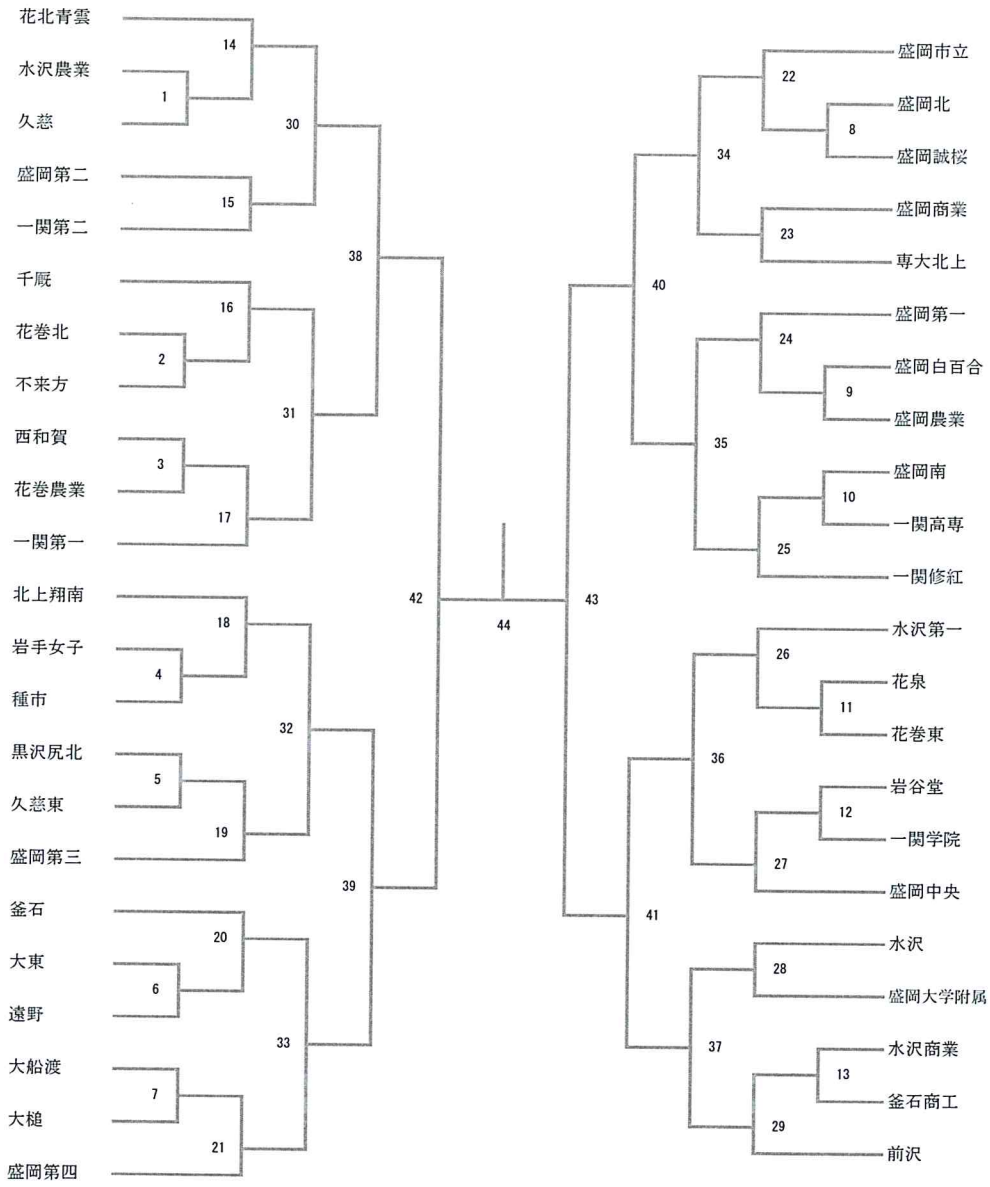 花北青雲
水沢農業
久慈
盛岡第二
一関第二
千厩
花巻北
不来方
西和賀
花巻農業
一関第一
北上翔南
岩手女子
種市
黒沢尻北
久慈東
盛岡第三
釜石
大東
遠野
大船渡
大槌
盛岡第四
14
1
30
15
38
16
2
31
3
17
42
18
4
32
5
19
39
20
6
33
7
21
44
43
22
8
34
23
40
24
9
35
10
25
26
11
36
12
27
41
28
37
13
29
盛岡市立
盛岡北
盛岡誠桜
盛岡商業
専大北上
盛岡第一
盛岡白百合
盛岡農業
盛岡南
一関高専
一関修紅
水沢第一
花泉
花巻東
岩谷堂
一関学院
盛岡中央
水沢
盛岡大学附属
水沢商業
釜石商工
前沢